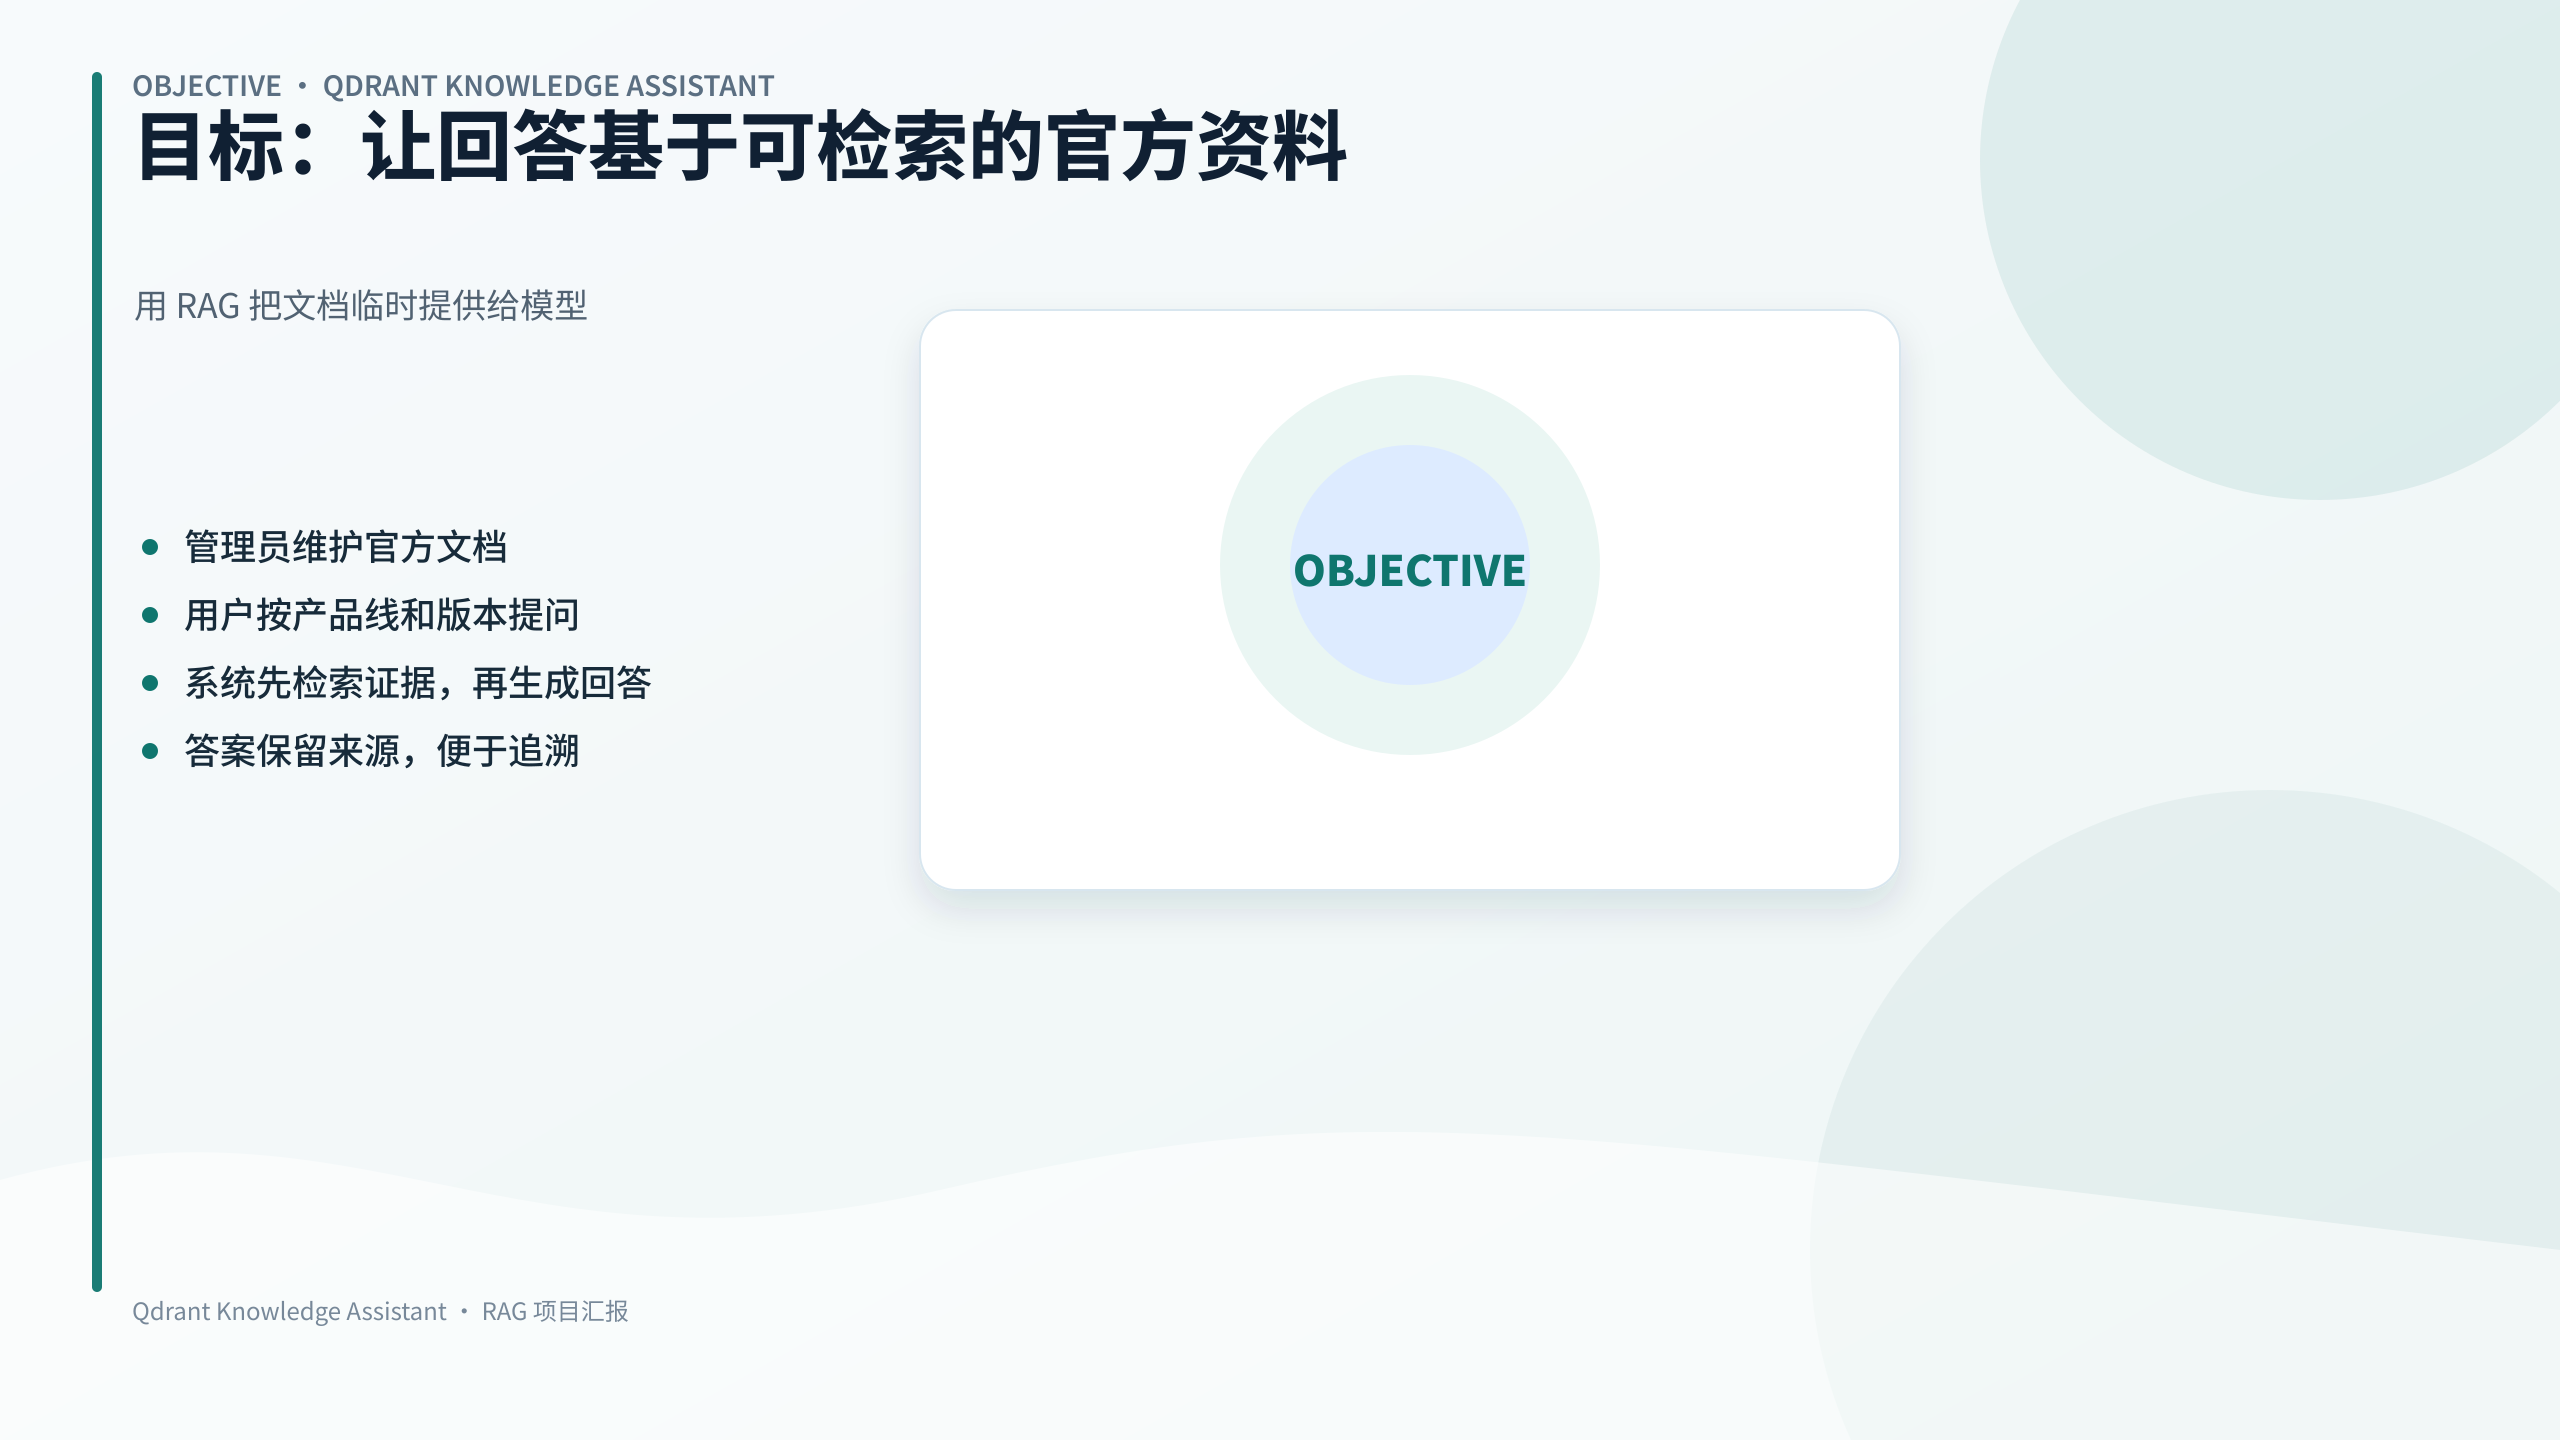 OBJECTIVE · QDRANT KNOWLEDGE ASSISTANT
目标：让回答基于可检索的官方资料
用 RAG 把文档临时提供给模型
管理员维护官方文档
用户按产品线和版本提问
系统先检索证据，再生成回答
答案保留来源，便于追溯
OBJECTIVE
Qdrant Knowledge Assistant · RAG 项目汇报